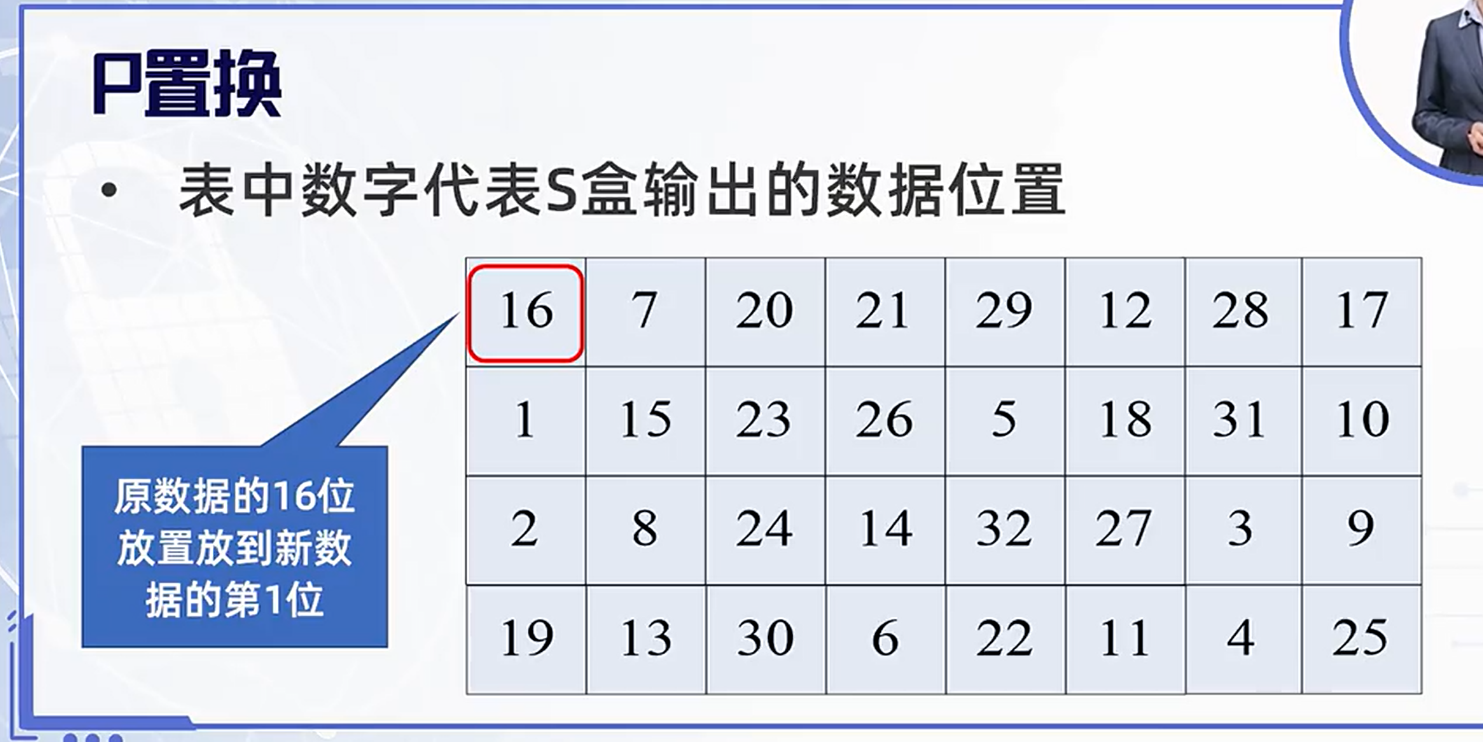 P置换
• 表中数字代表S盒输出的数据位置
16 7 20 21 29 12 28 17
1 15 23 26 5 18 31 10
2 8 24 14 32 27 3 9
19 13 30 6 22 11 4 25
原数据的16位
放置放到新数
据的第1位